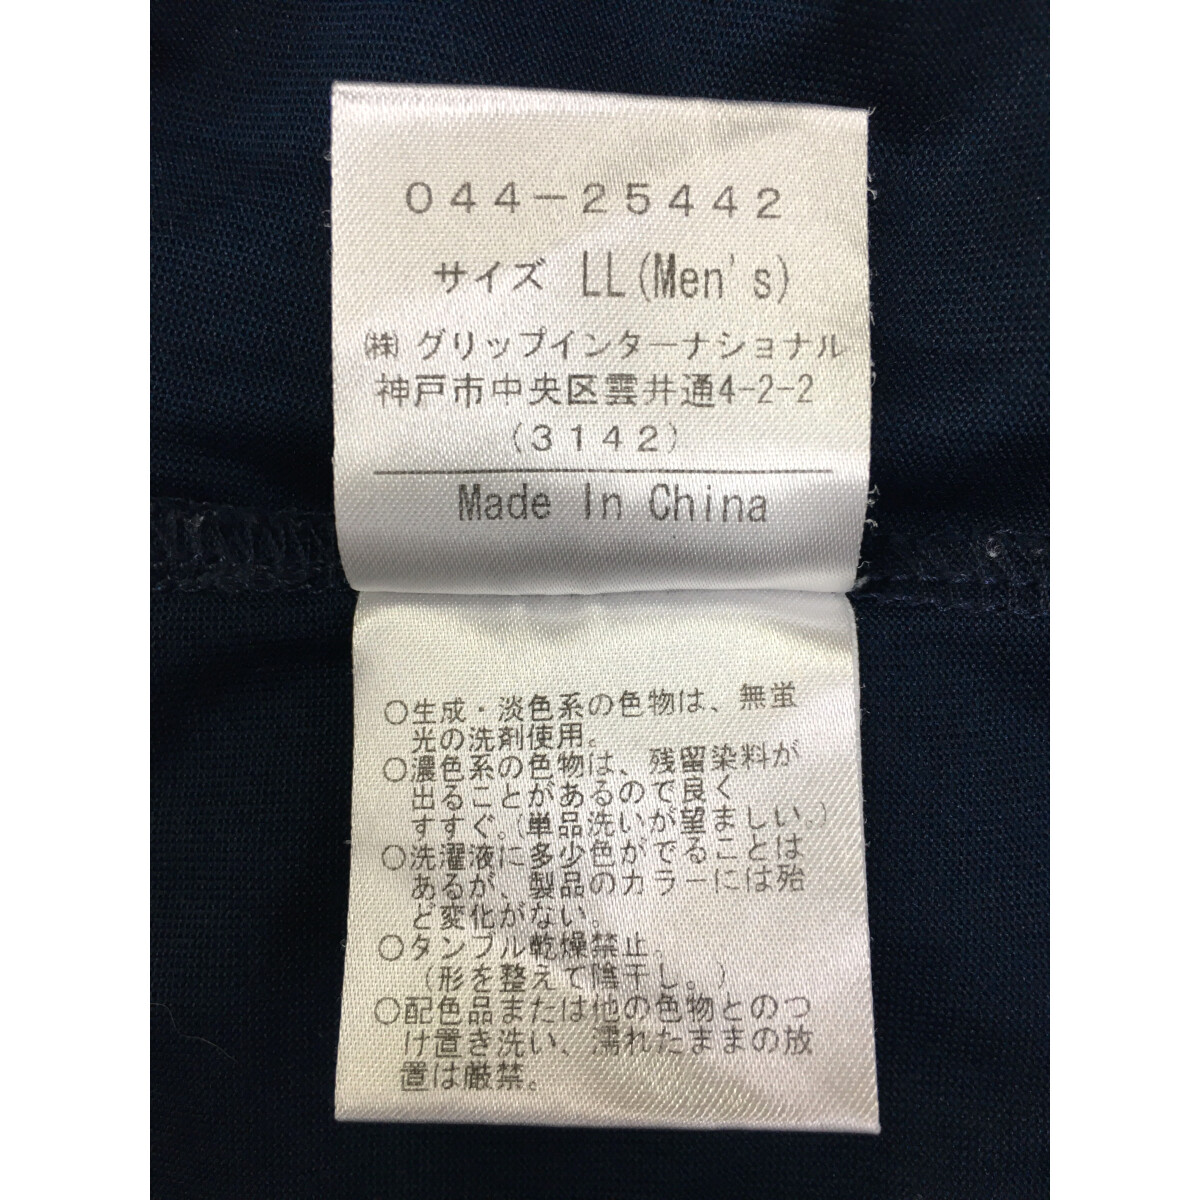 044-25442
サイズ LL(Men's)
㈱グリップインターナショナル
神戸市中央区雲井通4-2-2
(3142)
Made In China
○生成・淡色系の色物は、無蛍
光の洗剤使用。
○濃色系の色物は、残留染料が
出ることがあるので良く
すすぐ。(単品洗いが望ましい。)
○洗濯液に多少色がでることは
あるが、製品のカラーには殆
ど変化がない。
○タンブル乾燥禁止。
(形を整えて陰干し。)
○配色品または他の色物とのつ
け置き洗い、濡れたままの放
置は厳禁。